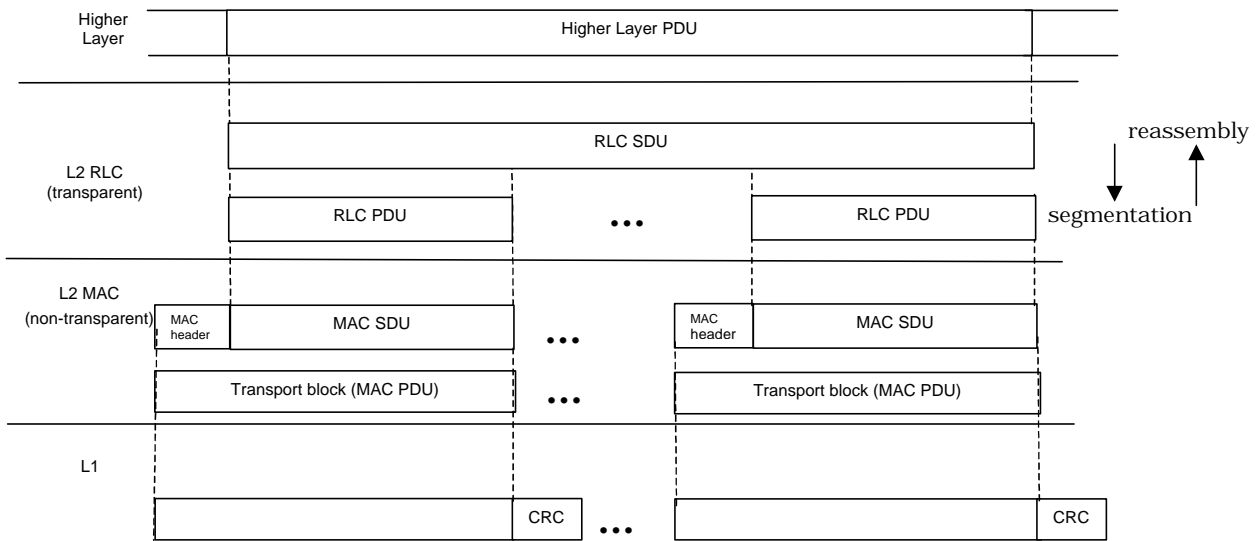 Higher
Layer
Higher Layer PDU
RLC SDU
reassembly
L2 RLC
(transparent)
RLC PDU
•••
RLC PDU
segmentation
L2 MAC
(non-transparent)
MAC
header
MAC SDU
•••
MAC
header
MAC SDU
Transport block (MAC PDU)
•••
Transport block (MAC PDU)
L1
CRC
•••
CRC